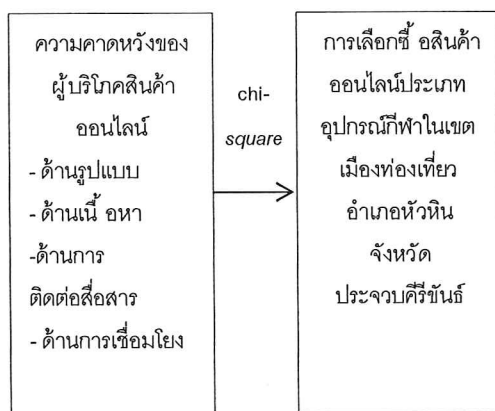 ความคาดหวังของ
ผู้บริโภคสินค้า
ออนไลน์
- ด้านรูปแบบ
- ด้านเนื้ อหา
-ด้านการ
ติดต่อสื่อสาร
- ด้านการเชื่อมโยง
chi-
square
การเลือกซื้ อสินค้า
ออนไลน์ประเภท
อุปกรณ์กีฬาในเขต
เมืองท่องเที่ยว
อำเภอหัวหิน
จังหวัด
ประจวบคีรีขันธ์